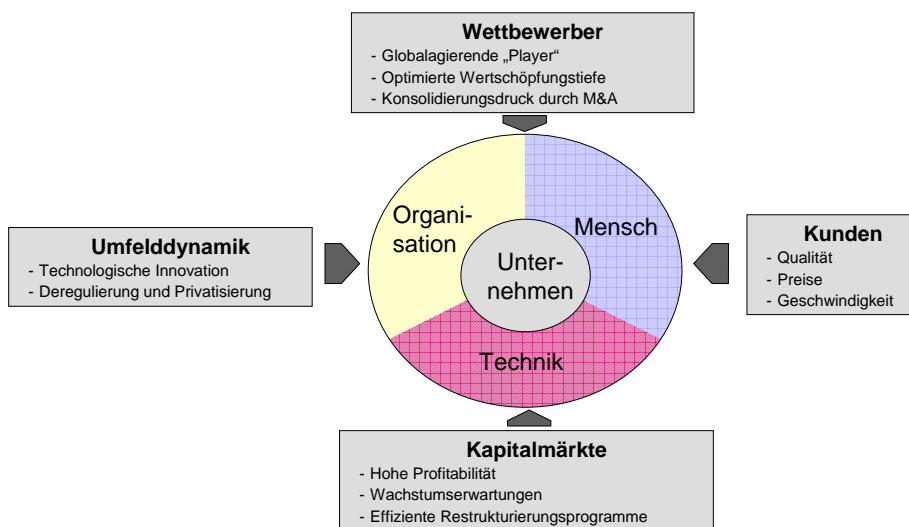 Wettbewerber
- Globalagierende „Player“
- Optimierte Wertschöpfungstiefe
- Konsolidierungsdruck durch M&A
Organi-
sation
Mensch
Unter-
nehmen
Technik
Umfelddynamik
- Technologische Innovation
- Deregulierung und Privatisierung
Kunden
- Qualität
- Preise
- Geschwindigkeit
Kapitalmärkte
- Hohe Profitabilität
- Wachstumserwartungen
- Effiziente Restrukturierungsprogramme